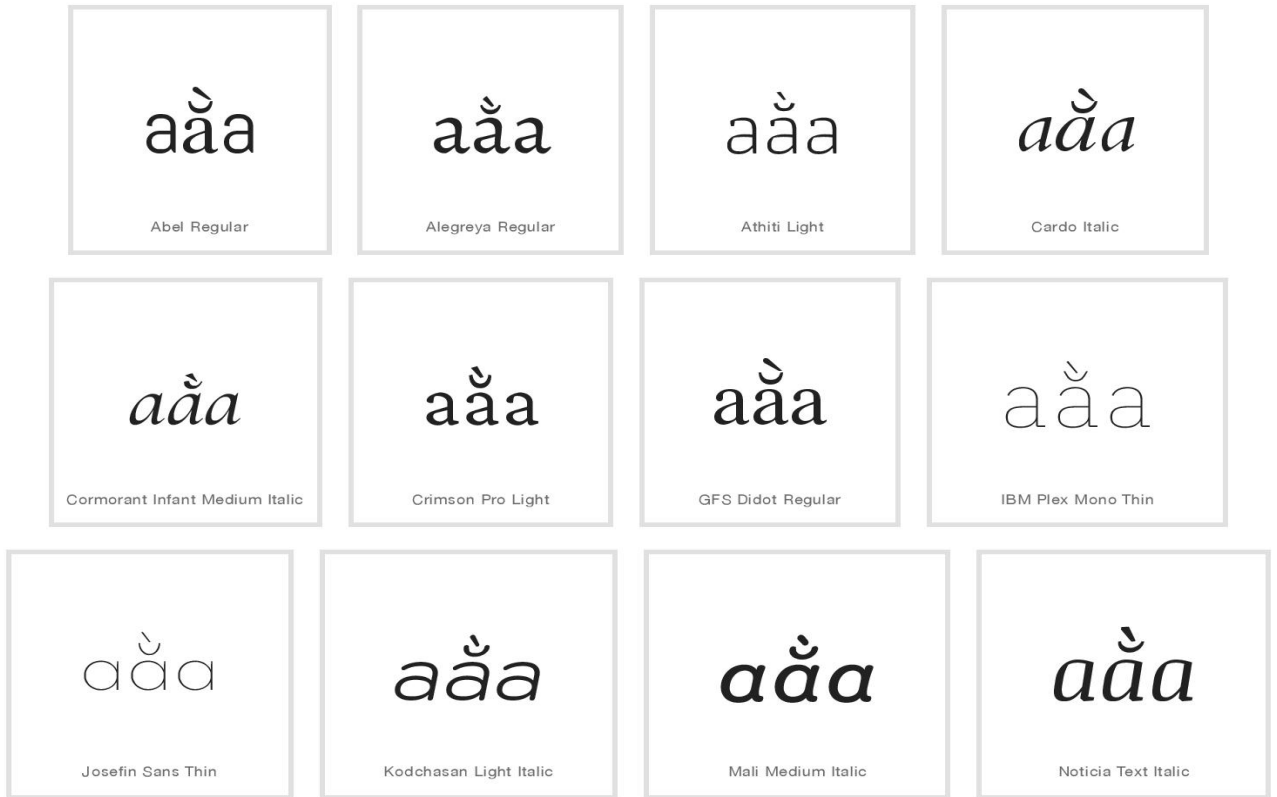 aằa
Abel Regular
aằa
Alegreya Regular
aằa
Athiti Light
aằa
Cardo Italic
aằa
Cormorant Infant Medium Italic
aằa
Crimson Pro Light
aằa
GFS Didot Regular
aằa
IBM Plex Mono Thin
aằa
Josefin Sans Thin
aằa
Kodchasan Light Italic
aằa
Mali Medium Italic
aằa
Noticia Text Italic